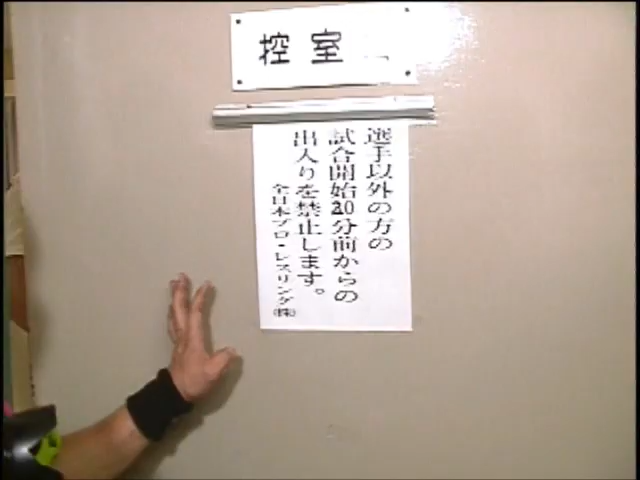 控室
選手以外の方の
試合開始20分前からの
出入りを禁止します。
全日本プロ・レスリング(株)